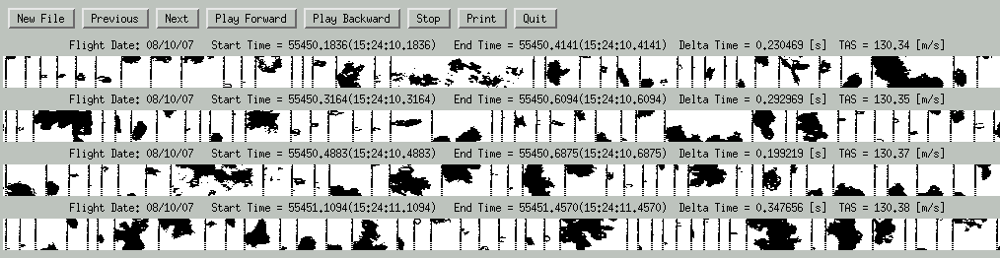 New File Previous Next Play Forward Play Backward Stop Print Quit
Flight Date: 08/10/07 Start Time = 55450.1836(15:24:10.1836) End Time = 55450.4141(15:24:10.4141) Delta Time = 0.230469 [s] TAS = 130.34 [m/s]
Flight Date: 08/10/07 Start Time = 55450.3164(15:24:10.3164) End Time = 55450.6094(15:24:10.6094) Delta Time = 0.292969 [s] TAS = 130.35 [m/s]
Flight Date: 08/10/07 Start Time = 55450.4883(15:24:10.4883) End Time = 55450.6875(15:24:10.6875) Delta Time = 0.199219 [s] TAS = 130.37 [m/s]
Flight Date: 08/10/07 Start Time = 55451.1094(15:24:11.1094) End Time = 55451.4570(15:24:11.4570) Delta Time = 0.347656 [s] TAS = 130.38 [m/s]